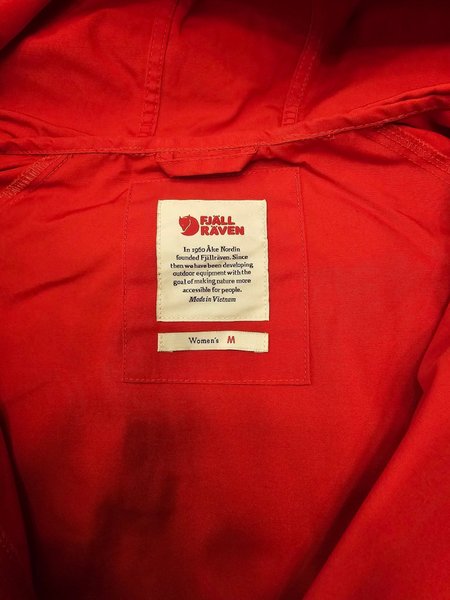 FJÄLL
RÄVEN
In 1960 Åke Nordin
founded Fjällräven. Since
then we have been developing
outdoor equipment with the
goal of making nature more
accessible for people.
Made in Vietnam
Women's M